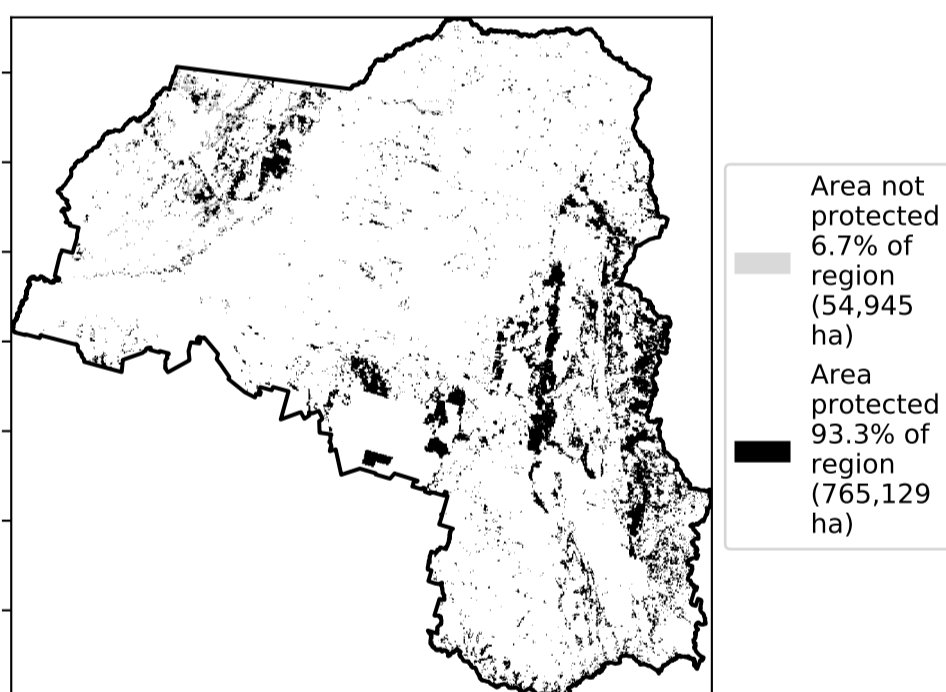 Area not
protected
6.7% of
region
(54,945
ha)
Area
protected
93.3% of
region
(765,129
ha)